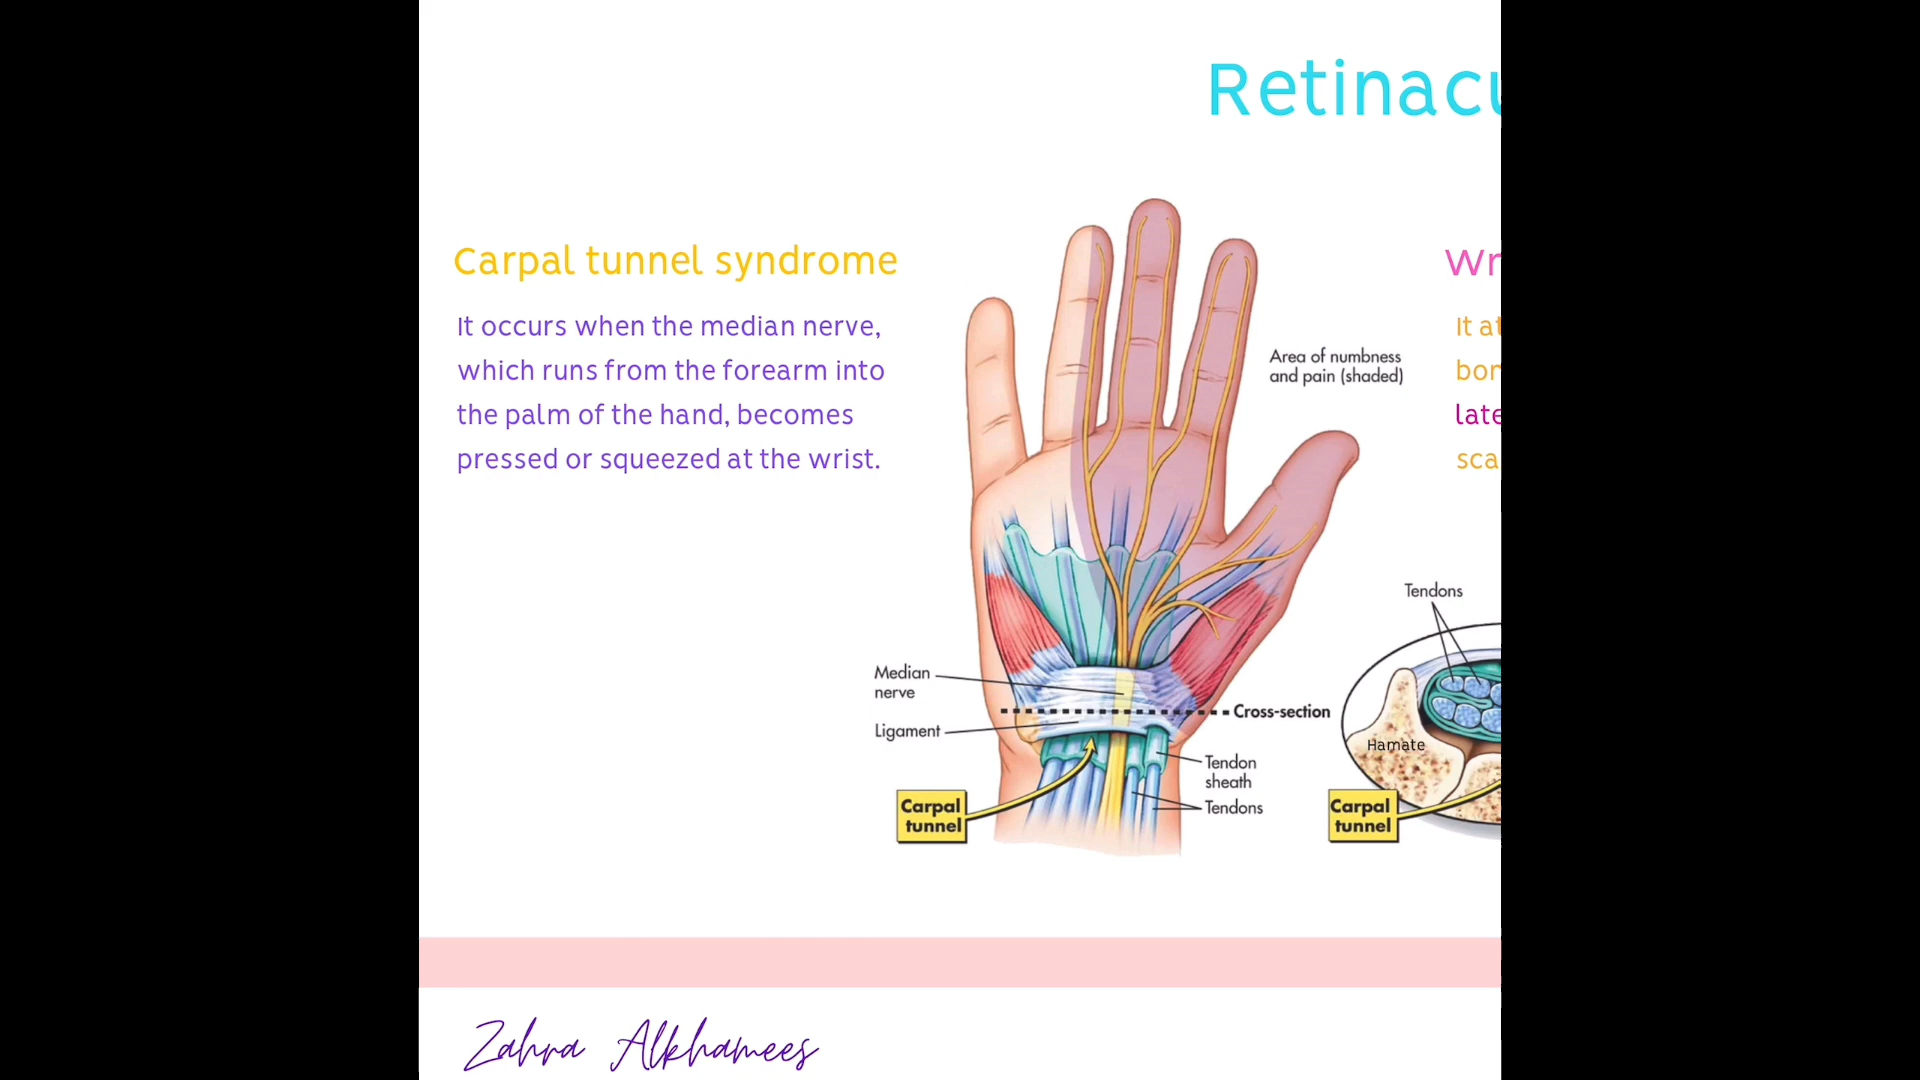 Retinac
Carpal tunnel syndrome
It occurs when the median nerve,
which runs from the forearm into
the palm of the hand, becomes
pressed or squeezed at the wrist.
Area of numbness
and pain (shaded)
Median
nerve
Ligament
Cross-section
Tendon
sheath
Tendons
Carpal
tunnel
Wr
It at
bon
late
sca
Tendons
Hamate
Carpal
tunnel
Zahra Alkhamees